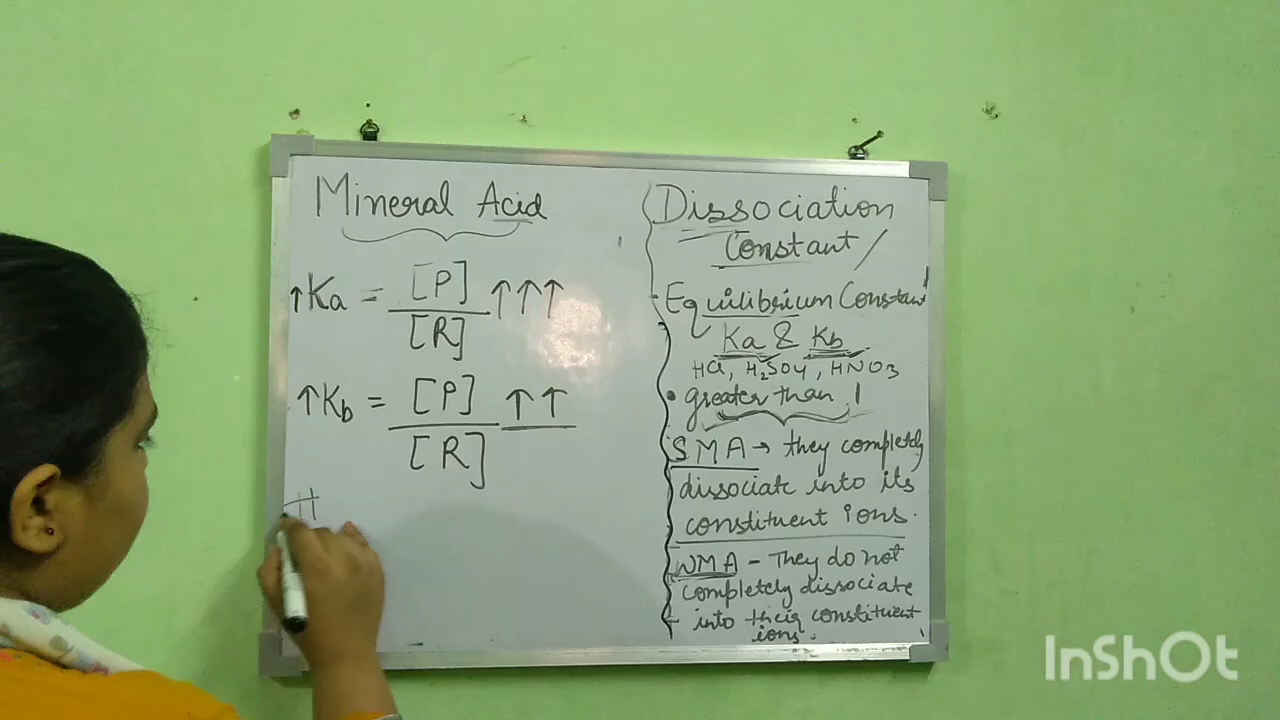 Mineral Acid
↑Ka = [P] ↑↑↑
[R]
↑Kb = [P] ↑↑
[R]
Dissociation
Constant
Equilibrium Constant
Ka & Kb
HCl, H₂SO₄, HNO₃
• greater than 1
SMA → they completely
dissociate into its
constituent ions.
WMA - They do not
completely dissociate
into their constituent
ions.
InShOt